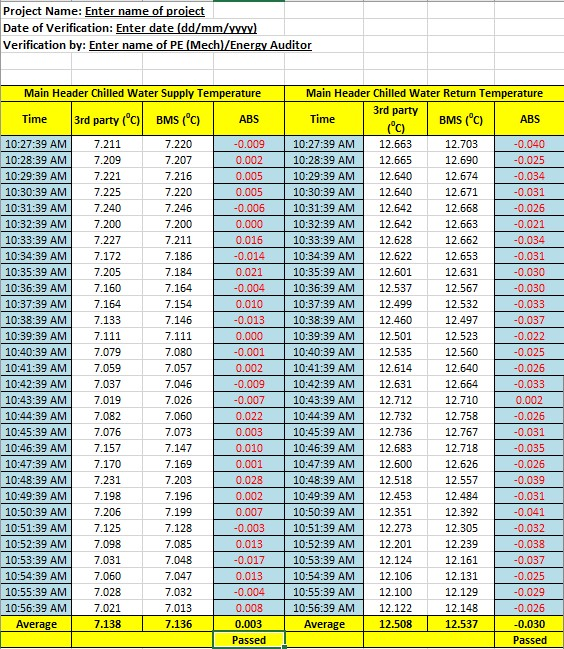 Project Name: Enter name of project
Date of Verification: Enter date (dd/mm/yyyy)
Verification by: Enter name of PE (Mech)/Energy Auditor
Main Header Chilled Water Supply Temperature Main Header Chilled Water Return Temperature
Time 3rd party (⁰C) BMS (⁰C) ABS Time 3rd party (⁰C) BMS (⁰C) ABS
10:27:39 AM 7.211 7.220 -0.009 10:27:39 AM 12.663 12.703 -0.040
10:28:39 AM 7.209 7.207 0.002 10:28:39 AM 12.665 12.690 -0.025
10:29:39 AM 7.221 7.216 0.005 10:29:39 AM 12.640 12.674 -0.034
10:30:39 AM 7.225 7.220 0.005 10:30:39 AM 12.640 12.671 -0.031
10:31:39 AM 7.240 7.246 -0.006 10:31:39 AM 12.642 12.668 -0.026
10:32:39 AM 7.200 7.200 0.000 10:32:39 AM 12.642 12.663 -0.021
10:33:39 AM 7.227 7.211 0.016 10:33:39 AM 12.628 12.662 -0.034
10:34:39 AM 7.172 7.186 -0.014 10:34:39 AM 12.622 12.653 -0.031
10:35:39 AM 7.205 7.184 0.021 10:35:39 AM 12.601 12.631 -0.030
10:36:39 AM 7.160 7.164 -0.004 10:36:39 AM 12.537 12.567 -0.030
10:37:39 AM 7.164 7.154 0.010 10:37:39 AM 12.499 12.532 -0.033
10:38:39 AM 7.133 7.146 -0.013 10:38:39 AM 12.460 12.497 -0.037
10:39:39 AM 7.111 7.111 0.000 10:39:39 AM 12.501 12.523 -0.022
10:40:39 AM 7.079 7.080 -0.001 10:40:39 AM 12.535 12.560 -0.025
10:41:39 AM 7.059 7.057 0.002 10:41:39 AM 12.614 12.640 -0.026
10:42:39 AM 7.037 7.046 -0.009 10:42:39 AM 12.631 12.664 -0.033
10:43:39 AM 7.019 7.026 -0.007 10:43:39 AM 12.712 12.710 0.002
10:44:39 AM 7.082 7.060 0.022 10:44:39 AM 12.732 12.758 -0.026
10:45:39 AM 7.076 7.073 0.003 10:45:39 AM 12.736 12.767 -0.031
10:46:39 AM 7.157 7.147 0.010 10:46:39 AM 12.683 12.718 -0.035
10:47:39 AM 7.170 7.169 0.001 10:47:39 AM 12.600 12.626 -0.026
10:48:39 AM 7.231 7.203 0.028 10:48:39 AM 12.518 12.557 -0.039
10:49:39 AM 7.198 7.196 0.002 10:49:39 AM 12.453 12.484 -0.031
10:50:39 AM 7.206 7.199 0.007 10:50:39 AM 12.351 12.392 -0.041
10:51:39 AM 7.125 7.128 -0.003 10:51:39 AM 12.273 12.305 -0.032
10:52:39 AM 7.098 7.085 0.013 10:52:39 AM 12.201 12.239 -0.038
10:53:39 AM 7.031 7.048 -0.017 10:53:39 AM 12.124 12.161 -0.037
10:54:39 AM 7.060 7.047 0.013 10:54:39 AM 12.106 12.131 -0.025
10:55:39 AM 7.028 7.032 -0.004 10:55:39 AM 12.100 12.129 -0.029
10:56:39 AM 7.021 7.013 0.008 10:56:39 AM 12.122 12.148 -0.026
Average 7.138 7.136 0.003 Average 12.508 12.537 -0.030
Passed Passed